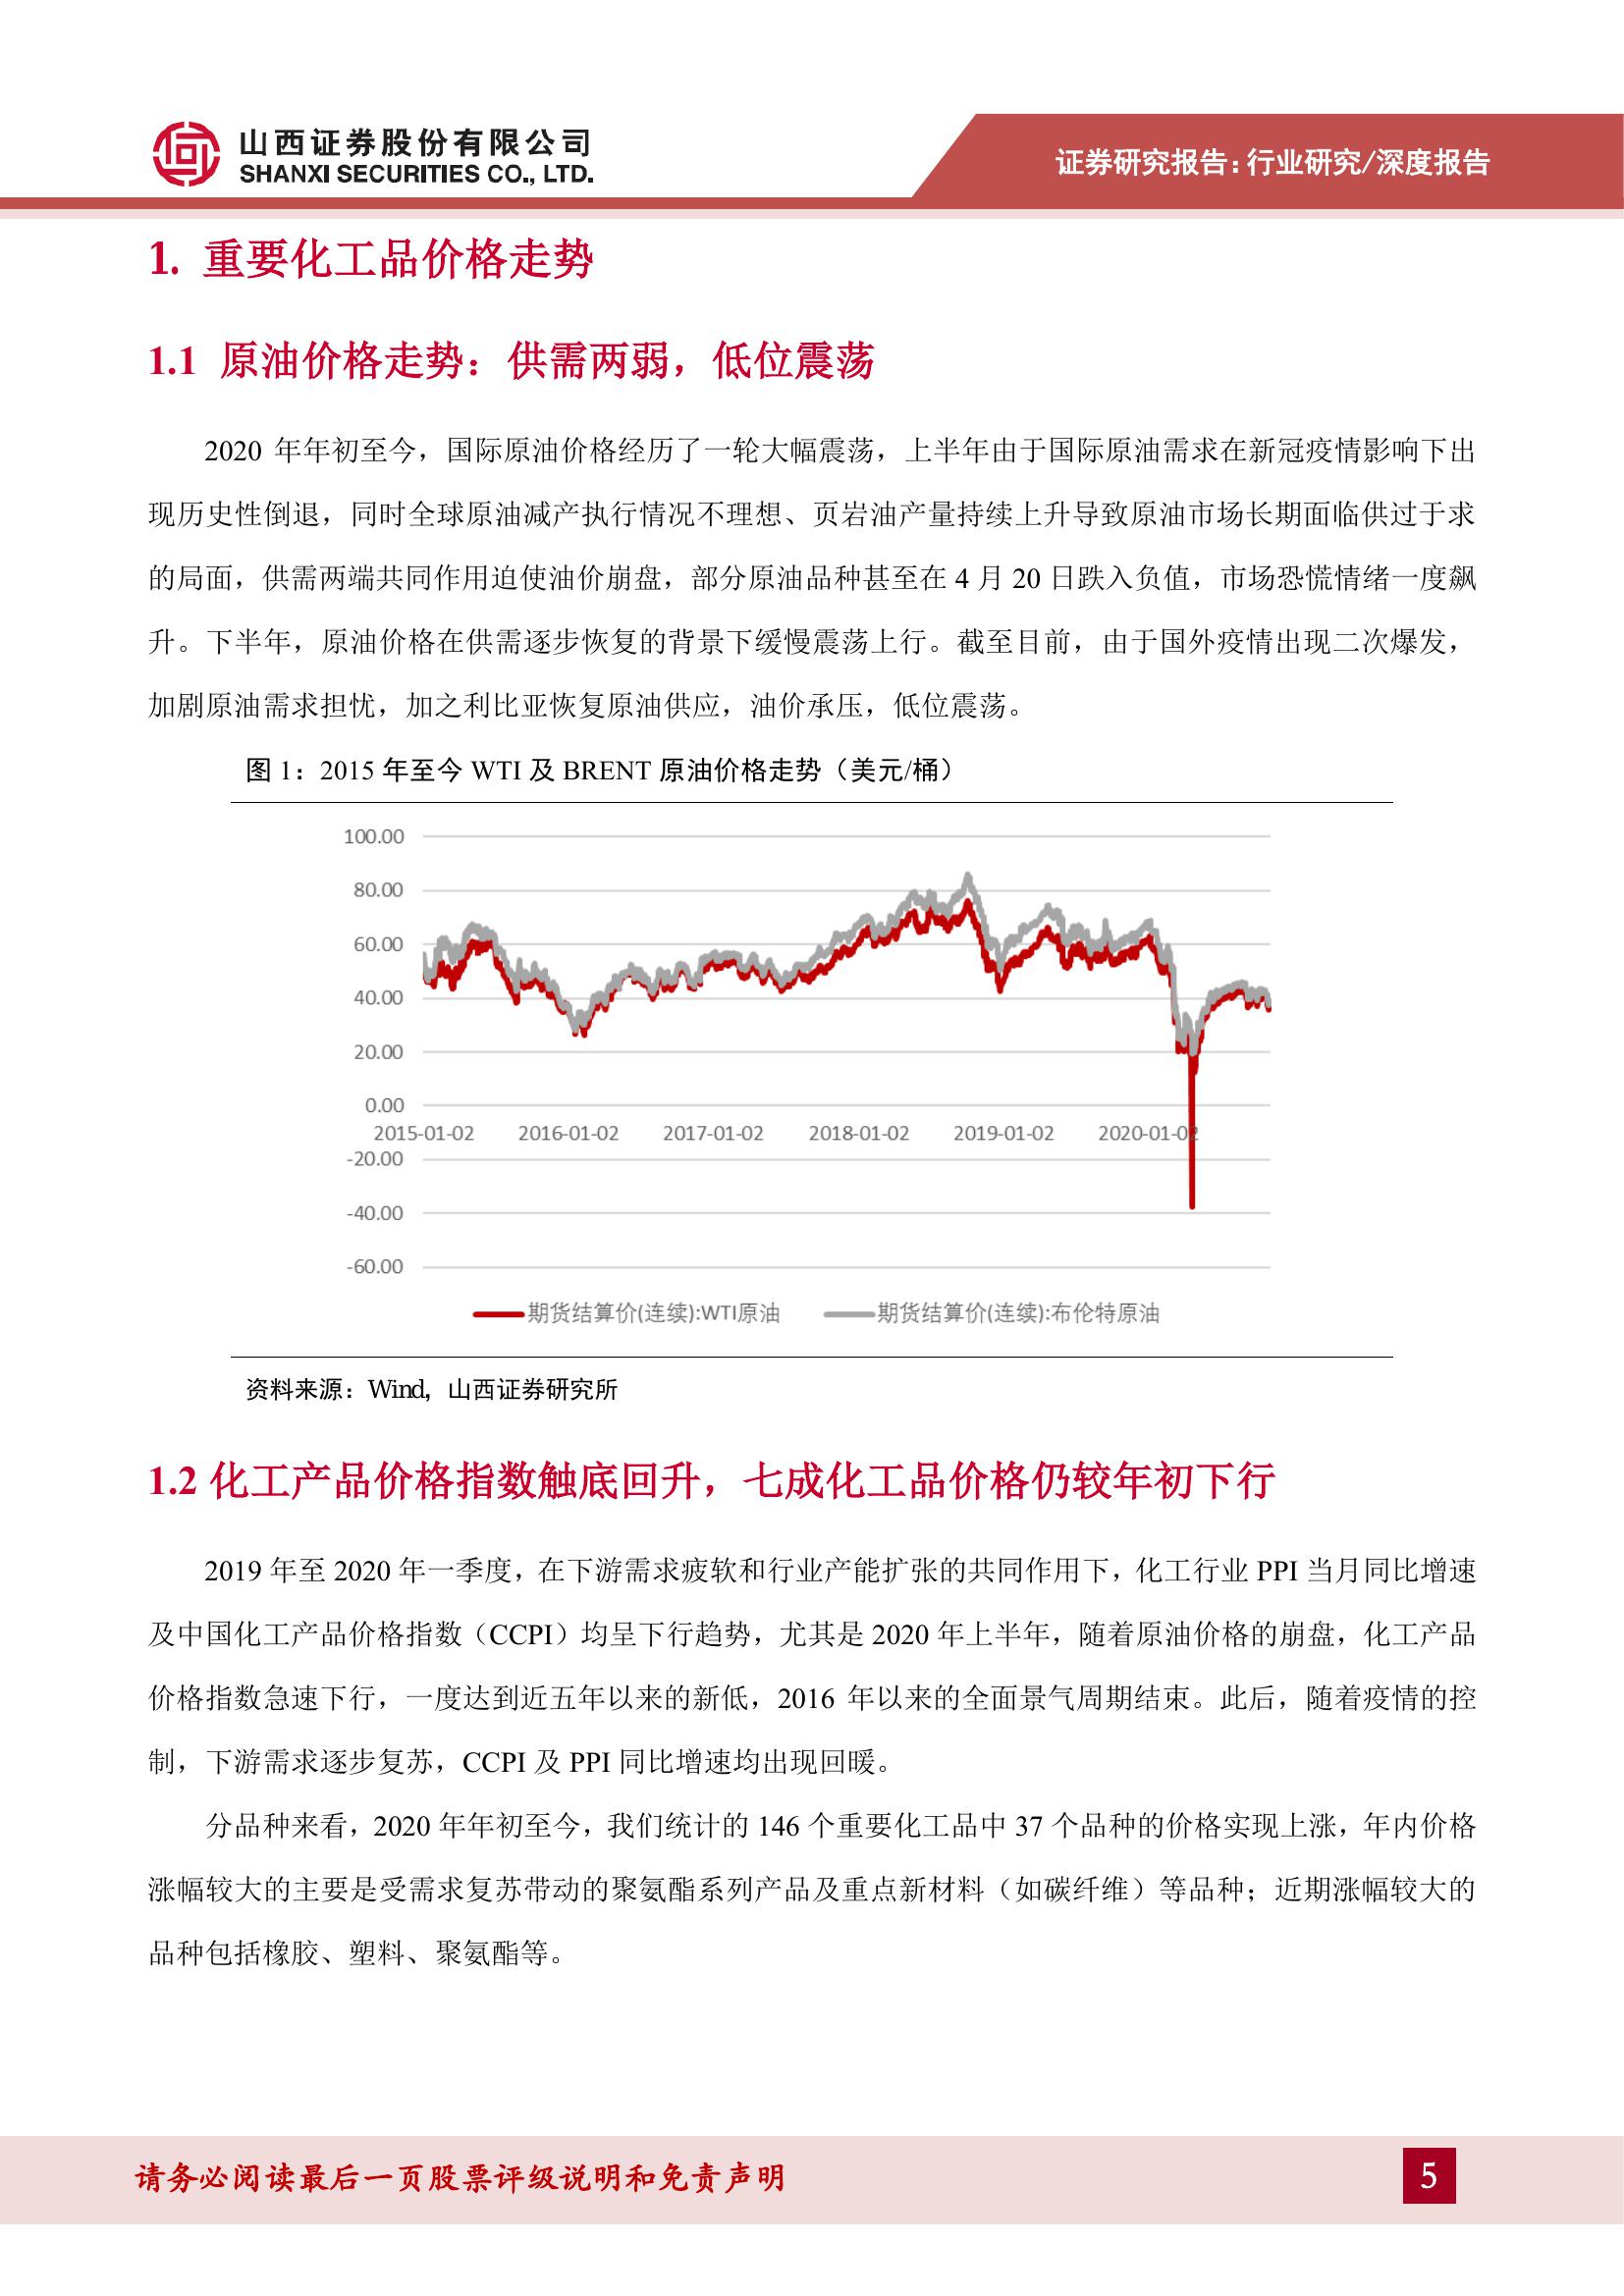 山西证券股份有限公司
SHANXI SECURITIES CO., LTD.
证券研究报告:行业研究/深度报告
1. 重要化工品价格走势
1.1 原油价格走势：供需两弱，低位震荡
2020 年年初至今，国际原油价格经历了一轮大幅震荡，上半年由于国际原油需求在新冠疫情影响下出
现历史性倒退，同时全球原油减产执行情况不理想、页岩油产量持续上升导致原油市场长期面临供过于求
的局面，供需两端共同作用迫使油价崩盘，部分原油品种甚至在 4 月 20 日跌入负值，市场恐慌情绪一度飙
升。下半年，原油价格在供需逐步恢复的背景下缓慢震荡上行。截至目前，由于国外疫情出现二次爆发，
加剧原油需求担忧，加之利比亚恢复原油供应，油价承压，低位震荡。
图 1：2015 年至今 WTI 及 BRENT 原油价格走势（美元/桶）
100.00
80.00
60.00
40.00
20.00
0.00
2015-01-02 2016-01-02 2017-01-02 2018-01-02 2019-01-02 2020-01-02
-20.00
-40.00
-60.00
期货结算价(连续):WTI原油 期货结算价(连续):布伦特原油
资料来源：Wind，山西证券研究所
1.2 化工产品价格指数触底回升，七成化工品价格仍较年初下行
2019 年至 2020 年一季度，在下游需求疲软和行业产能扩张的共同作用下，化工行业 PPI 当月同比增速
及中国化工产品价格指数（CCPI）均呈下行趋势，尤其是 2020 年上半年，随着原油价格的崩盘，化工产品
价格指数急速下行，一度达到近五年以来的新低，2016 年以来的全面景气周期结束。此后，随着疫情的控
制，下游需求逐步复苏，CCPI 及 PPI 同比增速均出现回暖。
分品种来看，2020 年年初至今，我们统计的 146 个重要化工品中 37 个品种的价格实现上涨，年内价格
涨幅较大的主要是受需求复苏带动的聚氨酯系列产品及重点新材料（如碳纤维）等品种；近期涨幅较大的
品种包括橡胶、塑料、聚氨酯等。
请务必阅读最后一页股票评级说明和免责声明
5